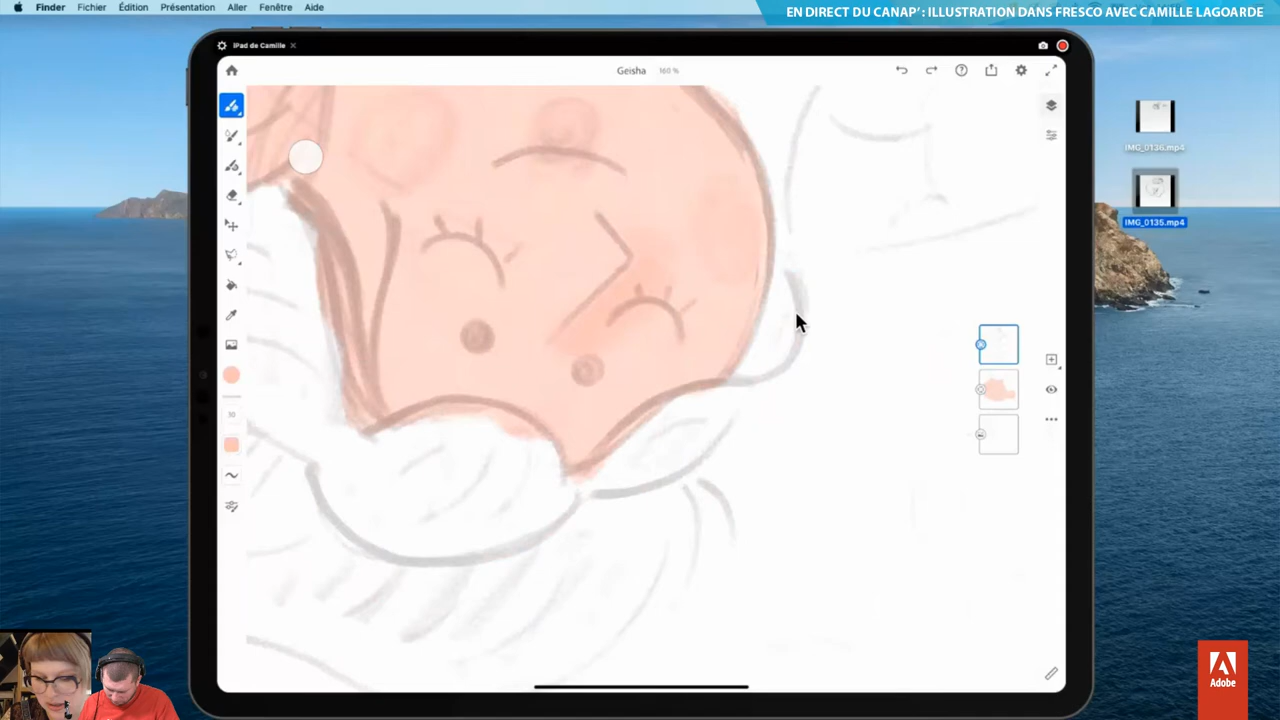 Finder Fichier Édition Présentation Aller Fenêtre Aide
EN DIRECT DU CANAP' : ILLUSTRATION DANS FRESCO AVEC CAMILLE LAGOARDE
iPad de Camille
Geisha 160 %
30
IMG_0136.mp4
IMG_0135.mp4
Adobe